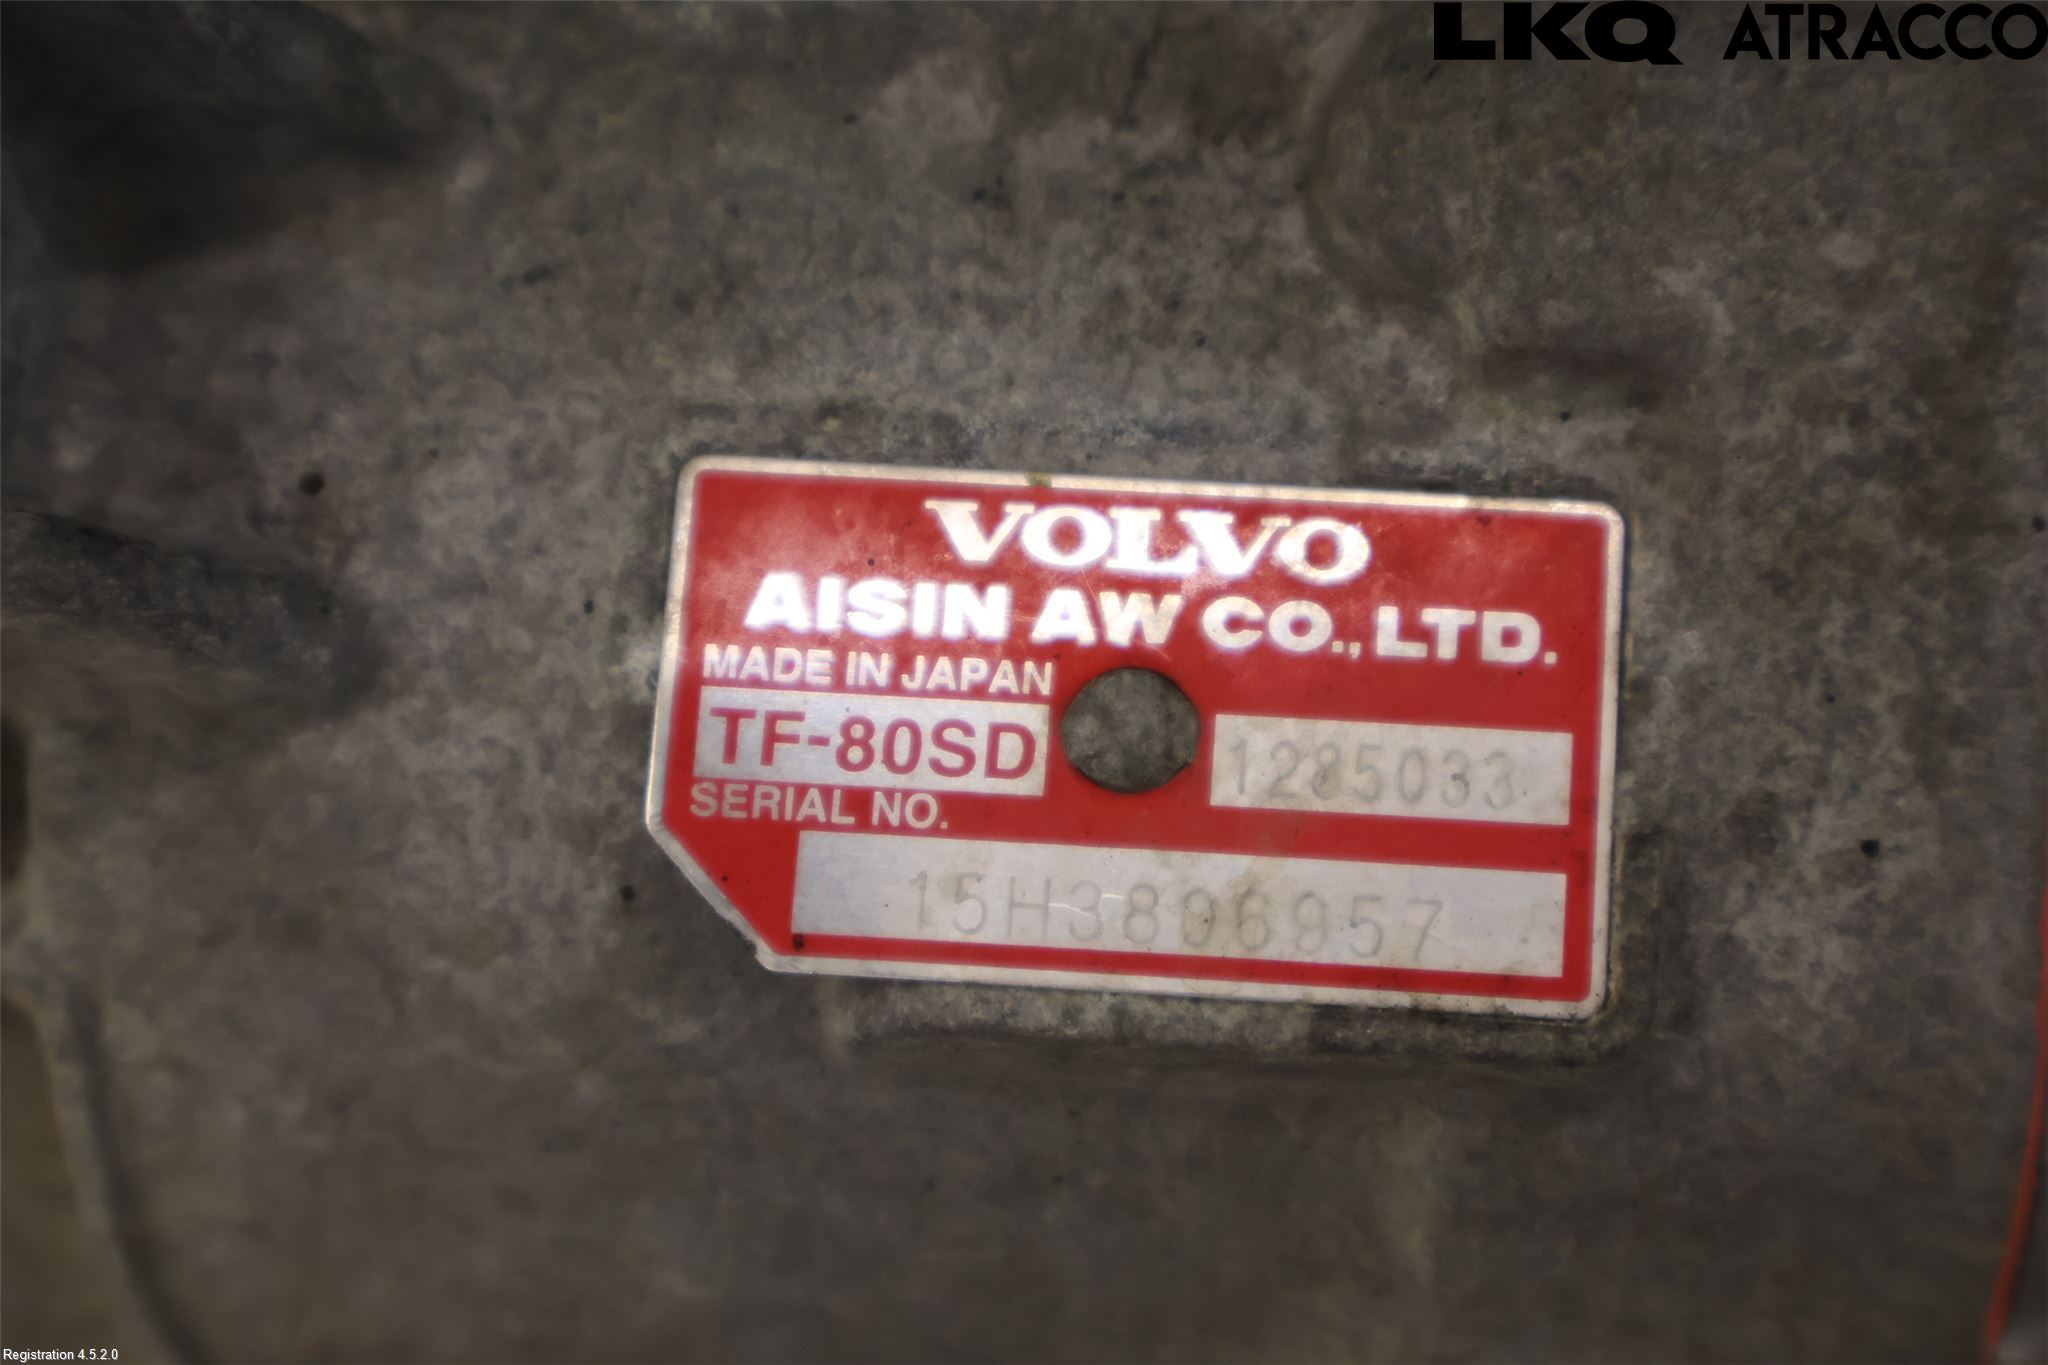 LKQ ATRACCO
VOLVO
AISIN AW CO., LTD.
MADE IN JAPAN
TF-80SD
1285033
SERIAL NO.
15H3806957
Registration 4.5.2.0